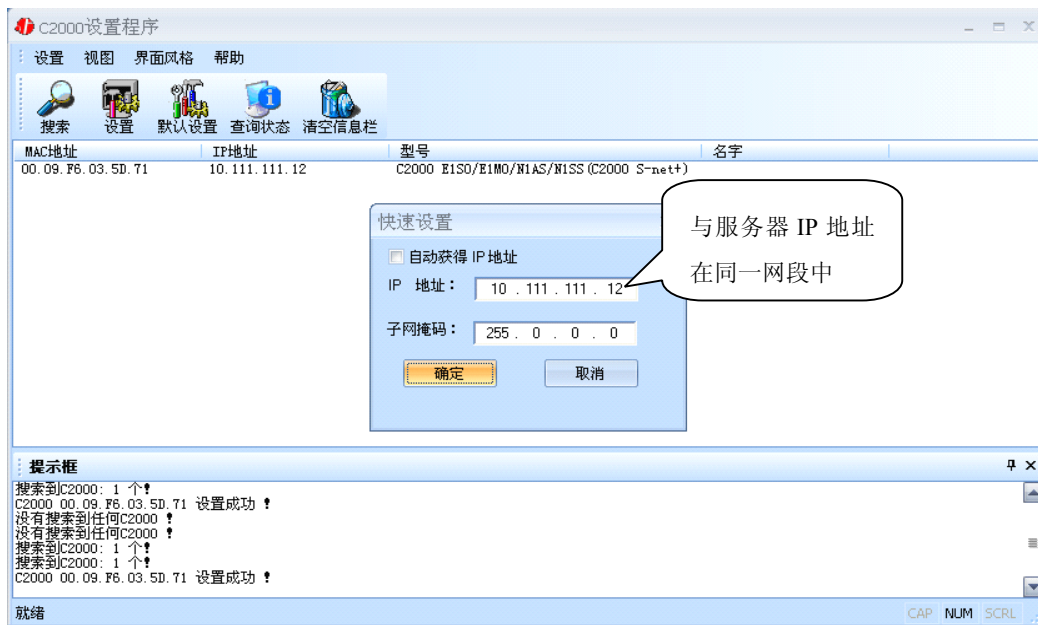 C2000设置程序
设置 视图 界面风格 帮助
搜索 设置 默认设置 查询状态 清空信息栏
MAC地址 IP地址 型号 名字
00.09.F6.03.5D.71 10.111.111.12 C2000 E1SO/E1MO/N1AS/N1SS(C2000 S-net+)
快速设置
自动获得 IP地址
IP 地址： 10 . 111 . 111 . 12
子网掩码： 255 . 0 . 0 . 0
确定 取消
与服务器 IP 地址
在同一网段中
提示框
搜索到C2000: 1 个!
C2000 00.09.F6.03.5D.71 设置成功 !
没有搜索到任何C2000 !
没有搜索到任何C2000 !
搜索到C2000: 1 个!
搜索到C2000: 1 个!
C2000 00.09.F6.03.5D.71 设置成功 !
就绪 CAP NUM SCRL